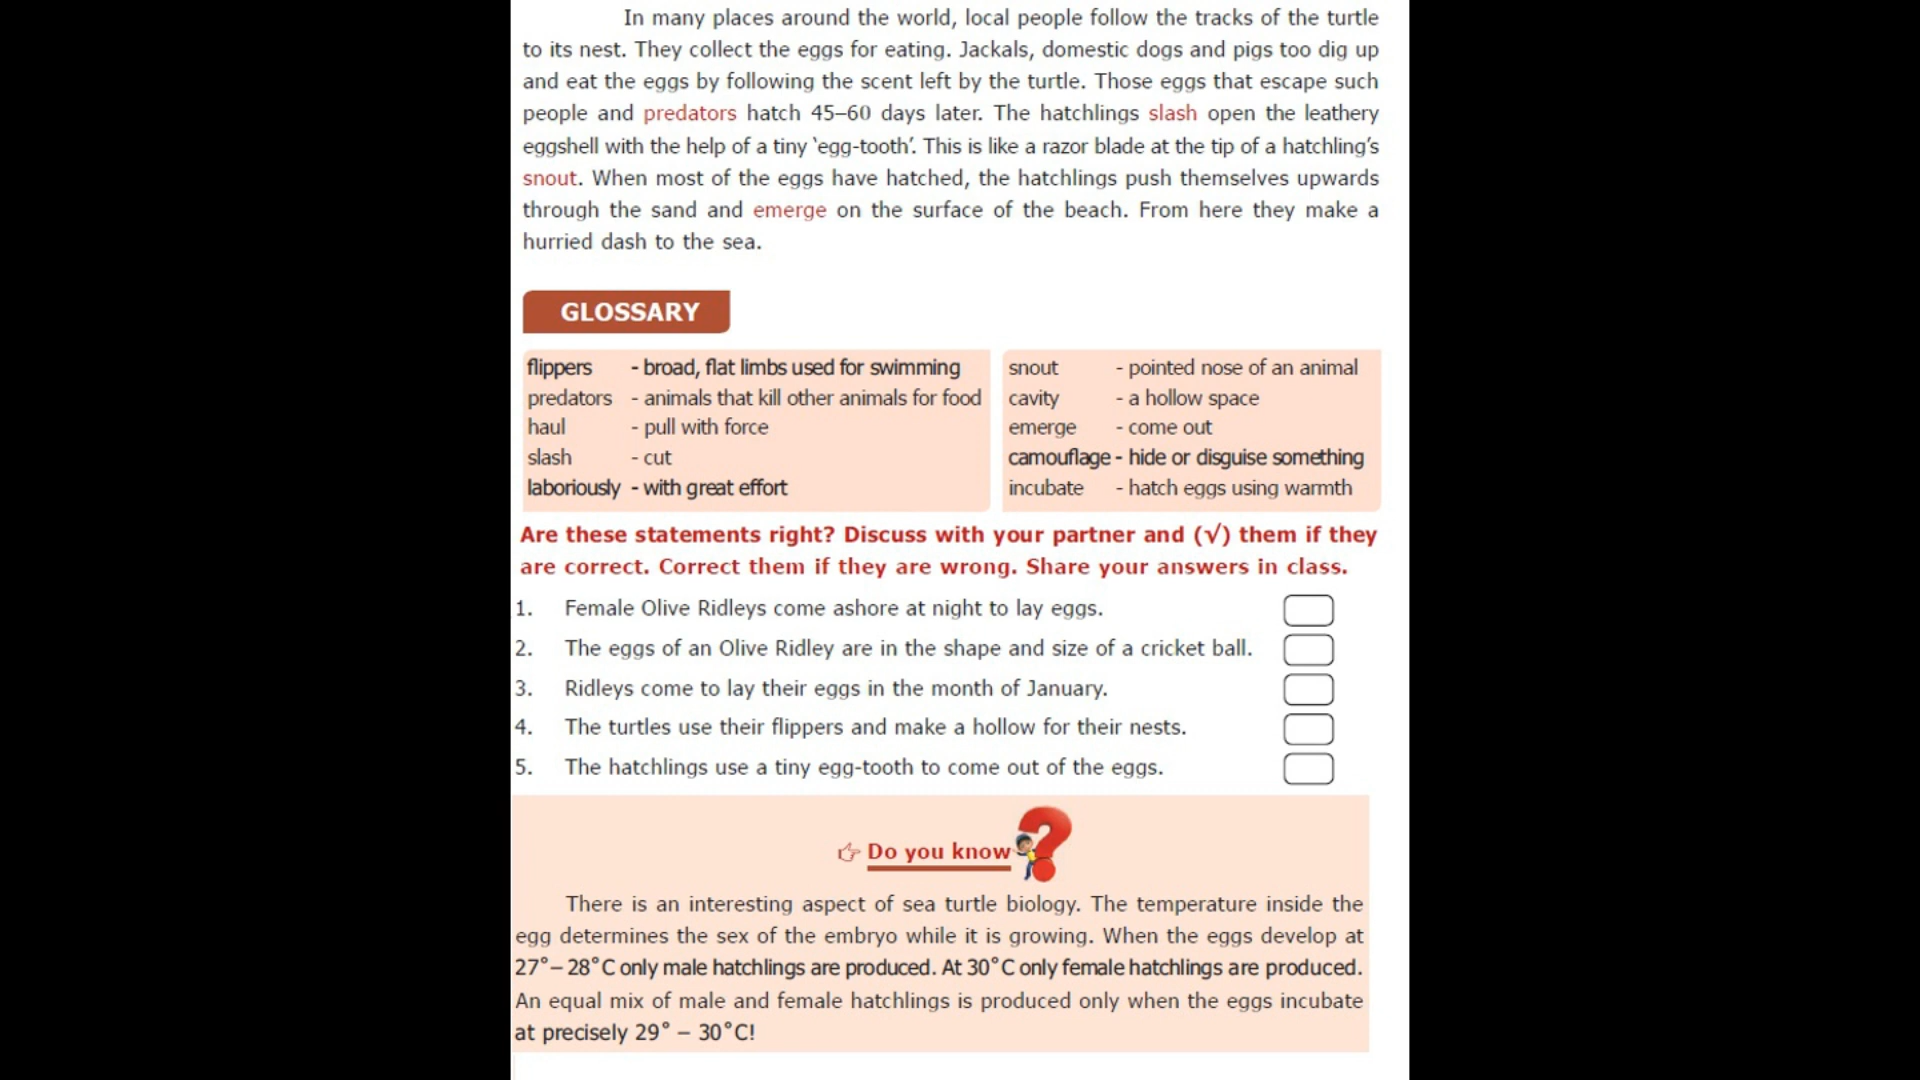 In many places around the world, local people follow the tracks of the turtle
to its nest. They collect the eggs for eating. Jackals, domestic dogs and pigs too dig up
and eat the eggs by following the scent left by the turtle. Those eggs that escape such
people and predators hatch 45–60 days later. The hatchlings slash open the leathery
eggshell with the help of a tiny ‘egg-tooth’. This is like a razor blade at the tip of a hatchling’s
snout. When most of the eggs have hatched, the hatchlings push themselves upwards
through the sand and emerge on the surface of the beach. From here they make a
hurried dash to the sea.
GLOSSARY
flippers - broad, flat limbs used for swimming
predators - animals that kill other animals for food
haul - pull with force
slash - cut
laboriously - with great effort
snout - pointed nose of an animal
cavity - a hollow space
emerge - come out
camouflage - hide or disguise something
incubate - hatch eggs using warmth
Are these statements right? Discuss with your partner and (√) them if they
are correct. Correct them if they are wrong. Share your answers in class.
1. Female Olive Ridleys come ashore at night to lay eggs.
2. The eggs of an Olive Ridley are in the shape and size of a cricket ball.
3. Ridleys come to lay their eggs in the month of January.
4. The turtles use their flippers and make a hollow for their nests.
5. The hatchlings use a tiny egg-tooth to come out of the eggs.
☞ Do you know ?
There is an interesting aspect of sea turtle biology. The temperature inside the
egg determines the sex of the embryo while it is growing. When the eggs develop at
27°– 28°C only male hatchlings are produced. At 30°C only female hatchlings are produced.
An equal mix of male and female hatchlings is produced only when the eggs incubate
at precisely 29° – 30°C!